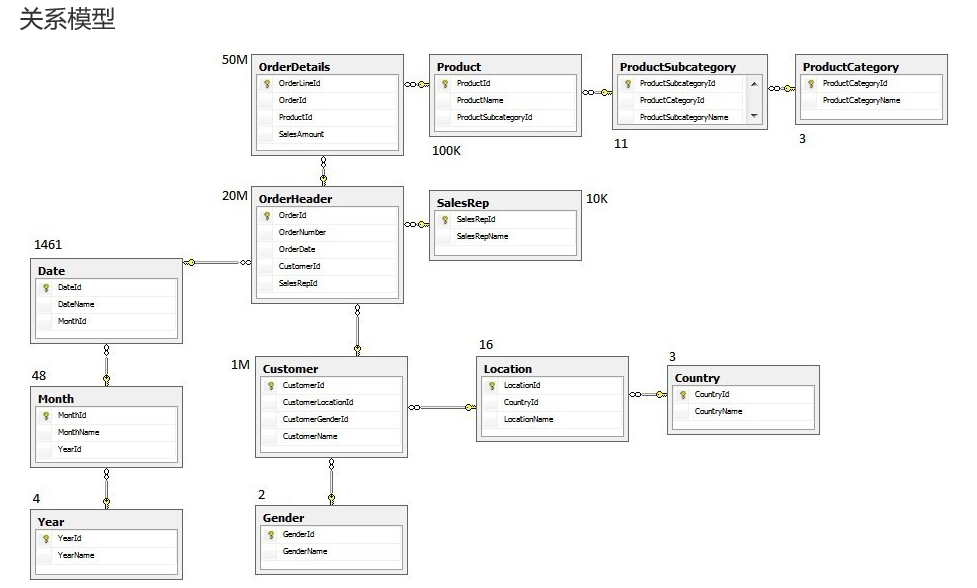 关系模型
50M
OrderDetails
OrderLineId
OrderId
ProductId
SalesAmount
Product
ProductId
ProductName
ProductSubcategoryId
100K
ProductSubcategory
ProductSubcategoryId
ProductCategoryId
ProductSubcategoryName
11
ProductCategory
ProductCategoryId
ProductCategoryName
3
20M
OrderHeader
OrderId
OrderNumber
OrderDate
CustomerId
SalesRepId
SalesRep
SalesRepId
SalesRepName
10K
1461
Date
DateId
DateName
MonthId
48
Month
MonthId
MonthName
YearId
4
Year
YearId
YearName
1M
Customer
CustomerId
CustomerLocationId
CustomerGenderId
CustomerName
16
Location
LocationId
CountryId
LocationName
3
Country
CountryId
CountryName
2
Gender
GenderId
GenderName